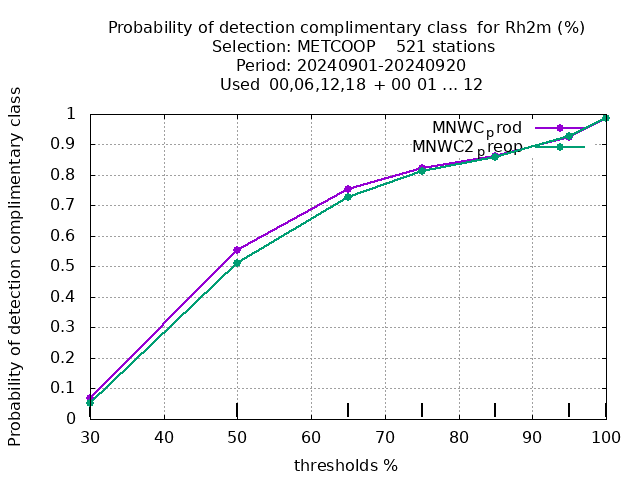 Probability of detection complimentary class  for Rh2m (%)
Selection: METCOOP    521 stations
Period: 20240901-20240920
Used  00,06,12,18 + 00 01 ... 12
Probability of detection complimentary class
1
0.9
0.8
0.7
0.6
0.5
0.4
0.3
0.2
0.1
0
MNWCprod
MNWC2preop
30 40 50 60 70 80 90 100
thresholds %